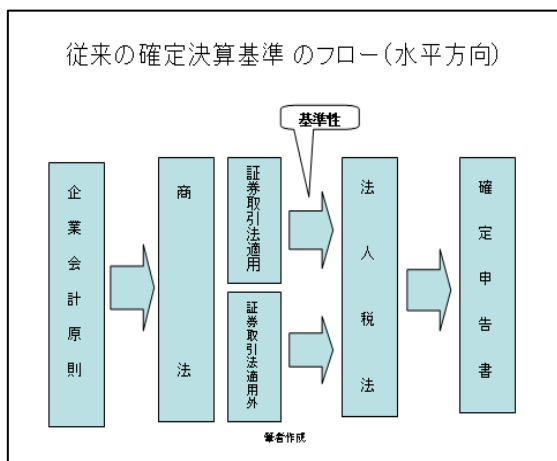 従来の確定決算基準 のフロー(水平方向)
基準性
企業会計原則
商法
証券取引法適用
証券取引法適用外
法人税法
確定申告書
筆者作成